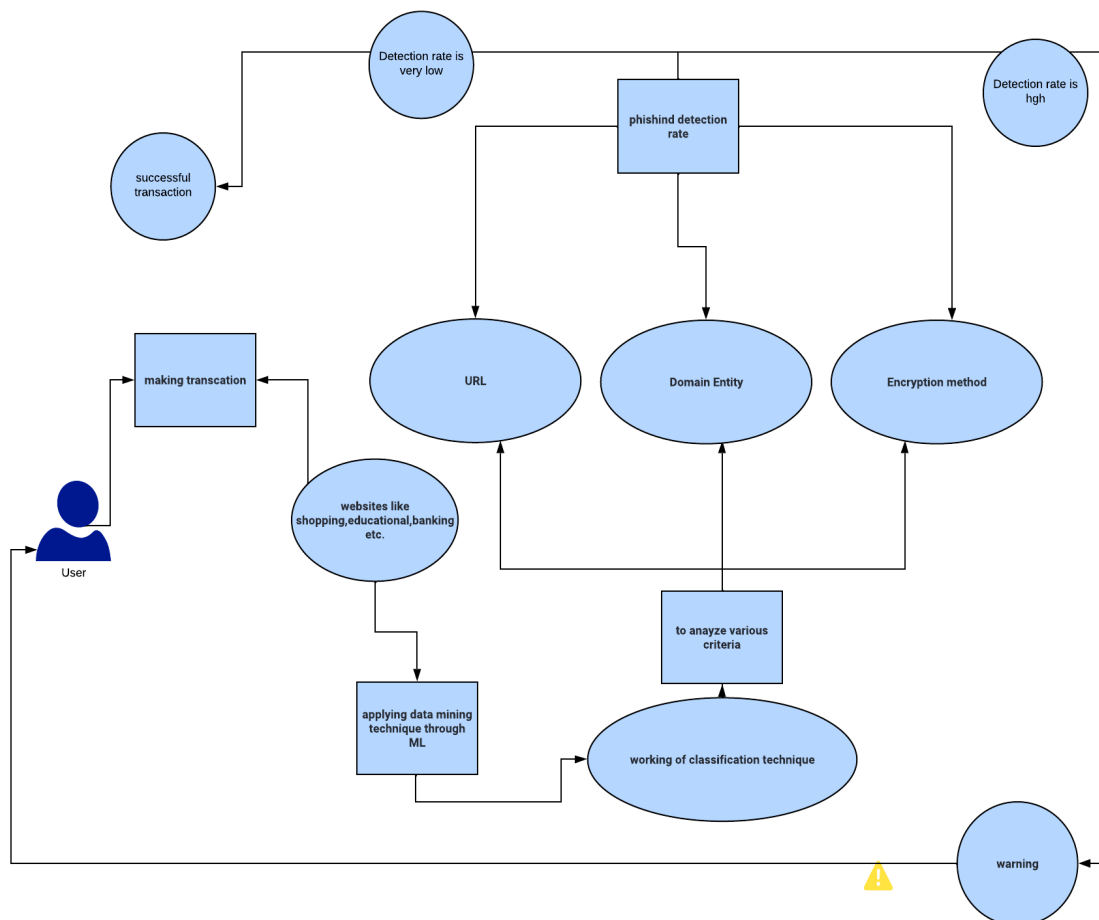 Detection rate is
very low
Detection rate is
hgh
phishind detection
rate
successful
transaction
making transcation
URL
Domain Entity
Encryption method
websites like
shopping,educational,banking
etc.
User
to anayze various
criteria
applying data mining
technique through
ML
working of classification technique
warning